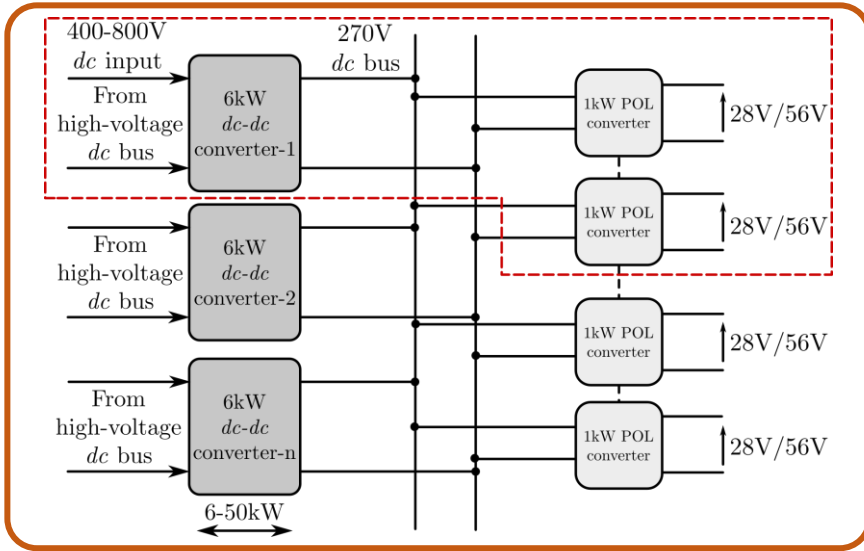 400-800V
dc input
From
high-voltage
dc bus
6kW
dc-dc
converter-1
270V
dc bus
1kW POL
converter
28V/56V
1kW POL
converter
28V/56V
From
high-voltage
dc bus
6kW
dc-dc
converter-2
1kW POL
converter
28V/56V
From
high-voltage
dc bus
6kW
dc-dc
converter-n
1kW POL
converter
28V/56V
6-50kW